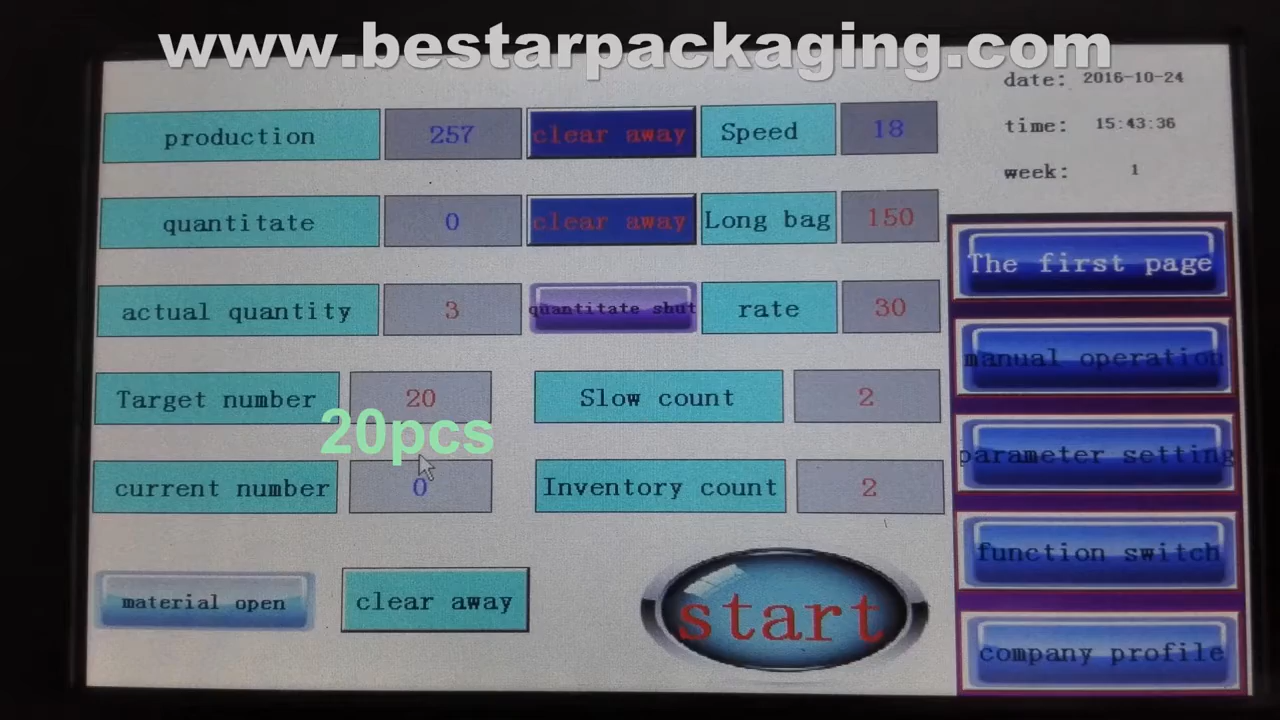 www.bestarpackaging.com
date: 2016-10-24
production 257 clear away Speed 18
time: 15:43:36
week: 1
quantitate 0 clear away Long bag 150
The first page
actual quantity 3 quantitate shut rate 30
manual operation
Target number 20 Slow count 2
20pcs
parameter setting
current number 0 Inventory count 2
function switch
material open clear away start
company profile